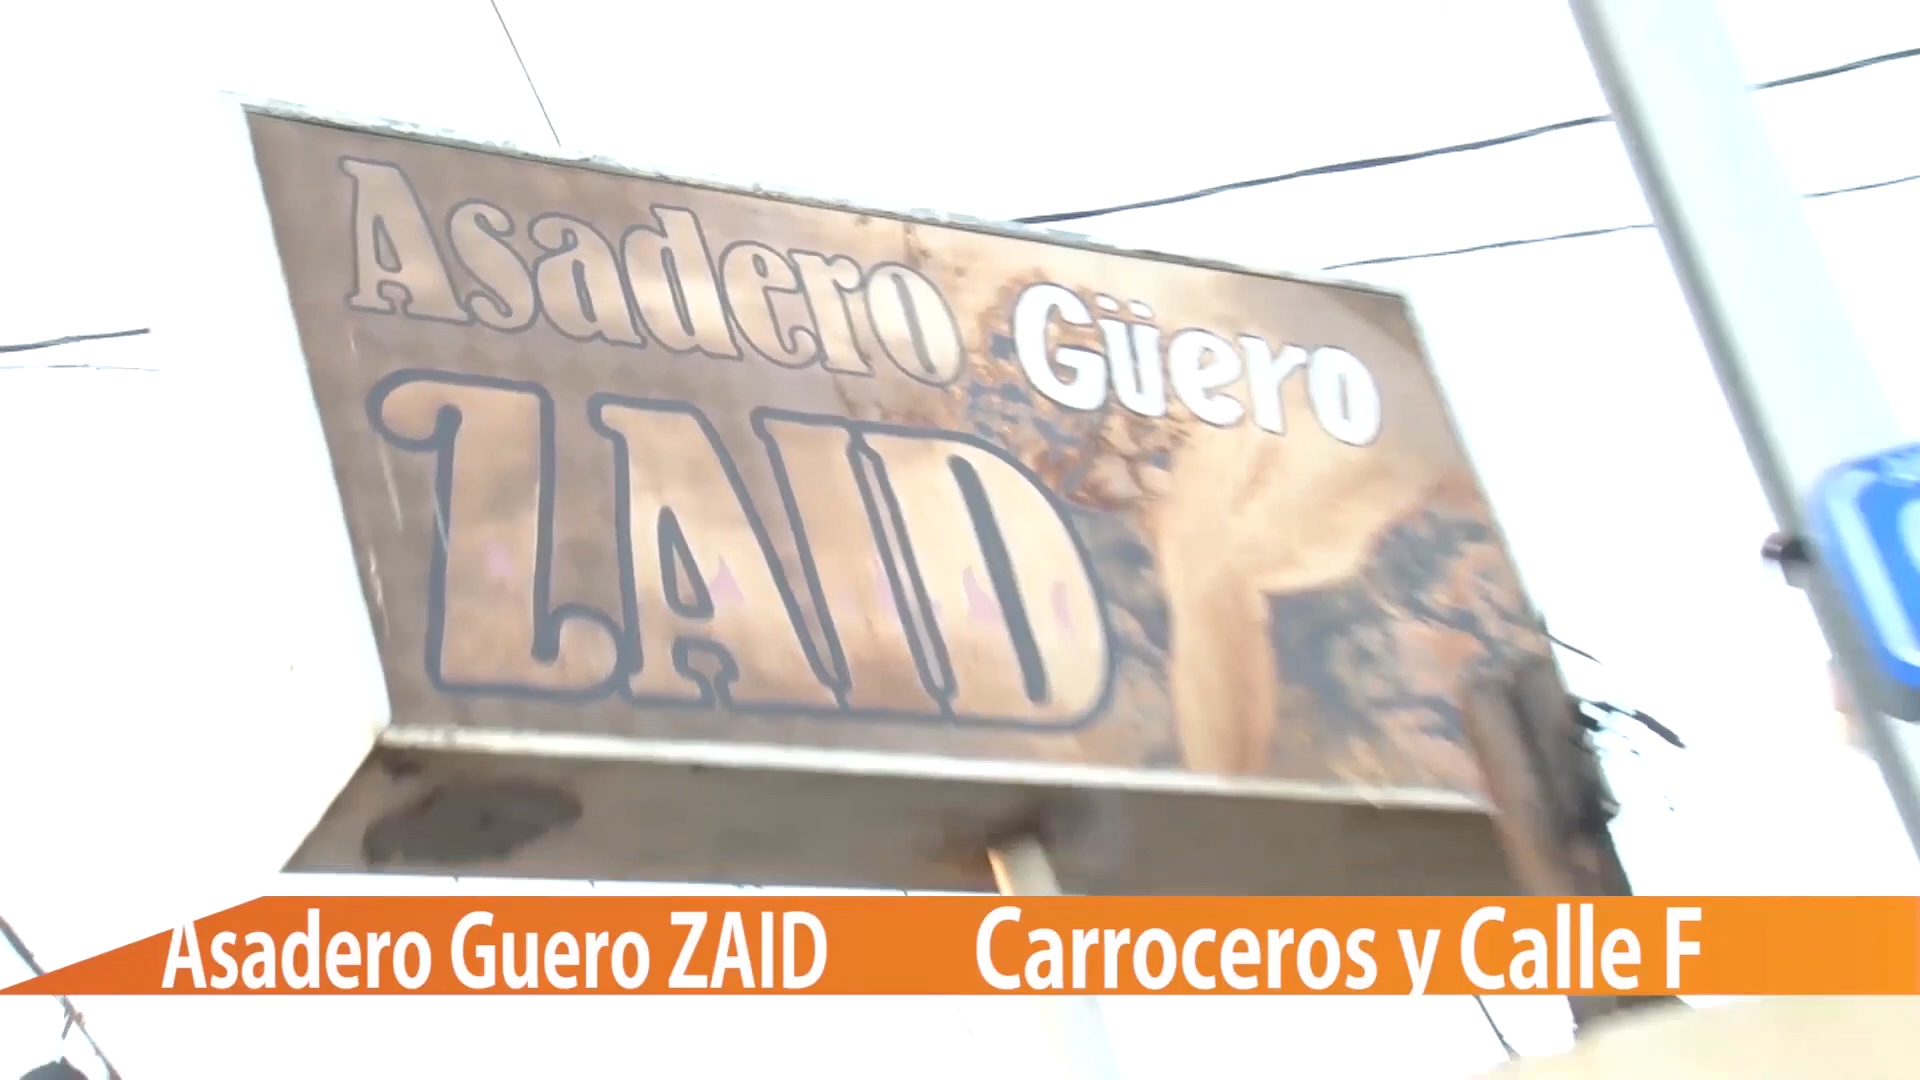 Asadero Güero
ZAID
Asadero Guero ZAID
Carroceros y Calle F